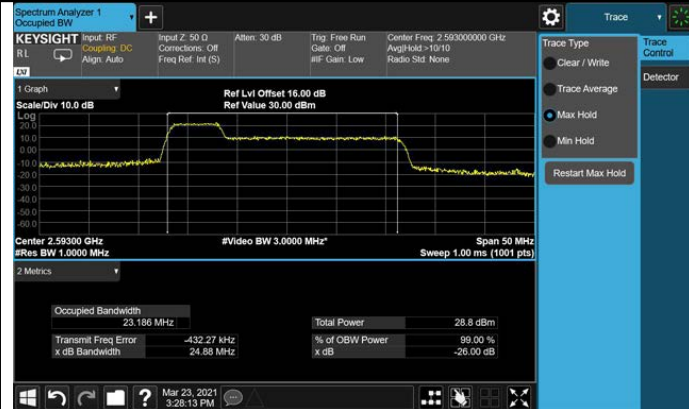 Spectrum Analyzer 1
Occupied BW
+
Trace
KEYSIGHT
RL
LXI
Input: RF
Coupling: DC
Align: Auto
Input Z: 50 Ω
Corrections: Off
Freq Ref: Int (S)
Atten: 30 dB
Trig: Free Run
Gate: Off
#IF Gain: Low
Center Freq: 2.593000000 GHz
Avg|Hold:>10/10
Radio Std: None
Trace Type
Clear / Write
Trace Average
Max Hold
Min Hold
Restart Max Hold
Trace
Control
Detector
1 Graph
Scale/Div 10.0 dB
Ref Lvl Offset 16.00 dB
Ref Value 30.00 dBm
Log
20.0
10.0
0.00
-10.0
-20.0
-30.0
-40.0
-50.0
-60.0
Center 2.59300 GHz
#Res BW 1.0000 MHz
#Video BW 3.0000 MHz*
Span 50 MHz
Sweep 1.00 ms (1001 pts)
2 Metrics
Occupied Bandwidth
23.186 MHz
Total Power 28.8 dBm
Transmit Freq Error -432.27 kHz
% of OBW Power 99.00 %
x dB Bandwidth 24.88 MHz
x dB -26.00 dB
?
Mar 23, 2021
3:28:13 PM